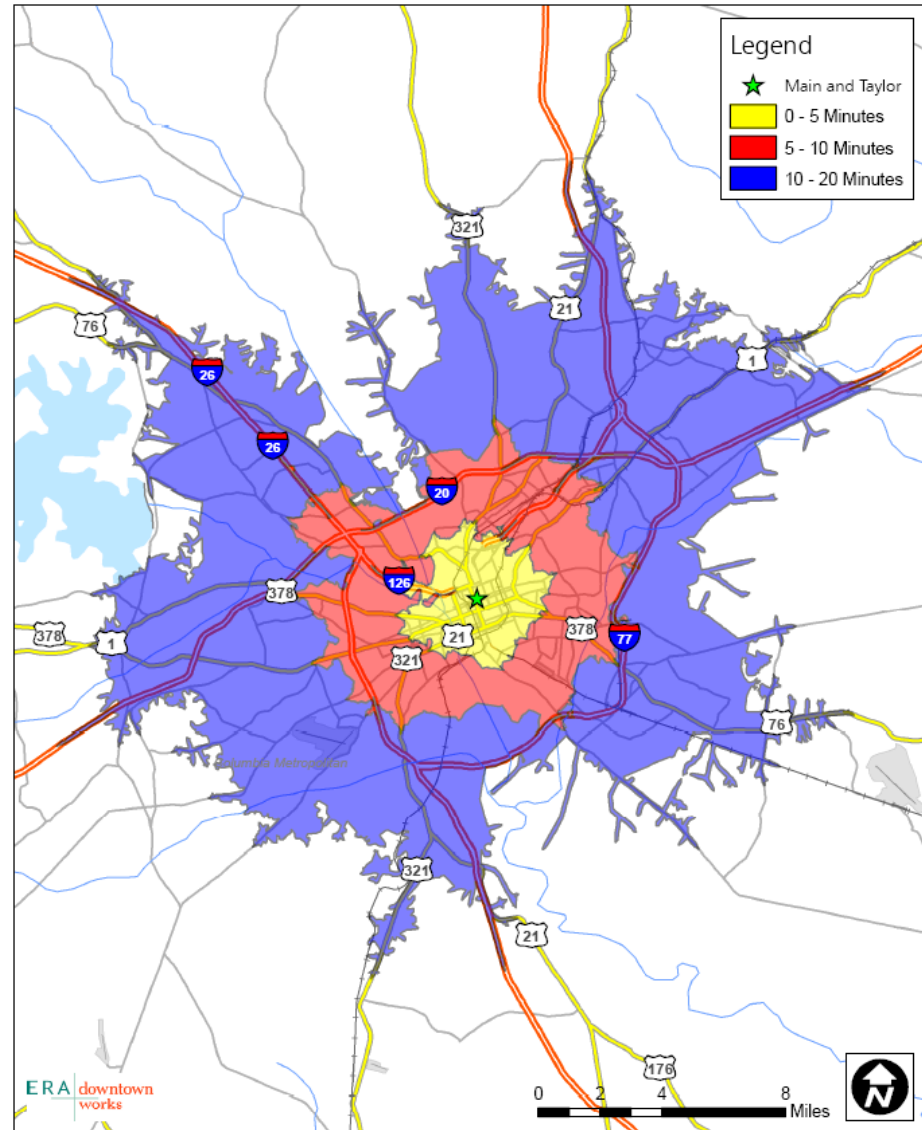 Legend
Main and Taylor
0 - 5 Minutes
5 - 10 Minutes
10 - 20 Minutes
321
21
76
1
26
26
20
126
378
378
1
21
378
77
321
76
Columbia Metropolitan
321
21
176
ERA downtown
works
0 2 4 8
Miles
N